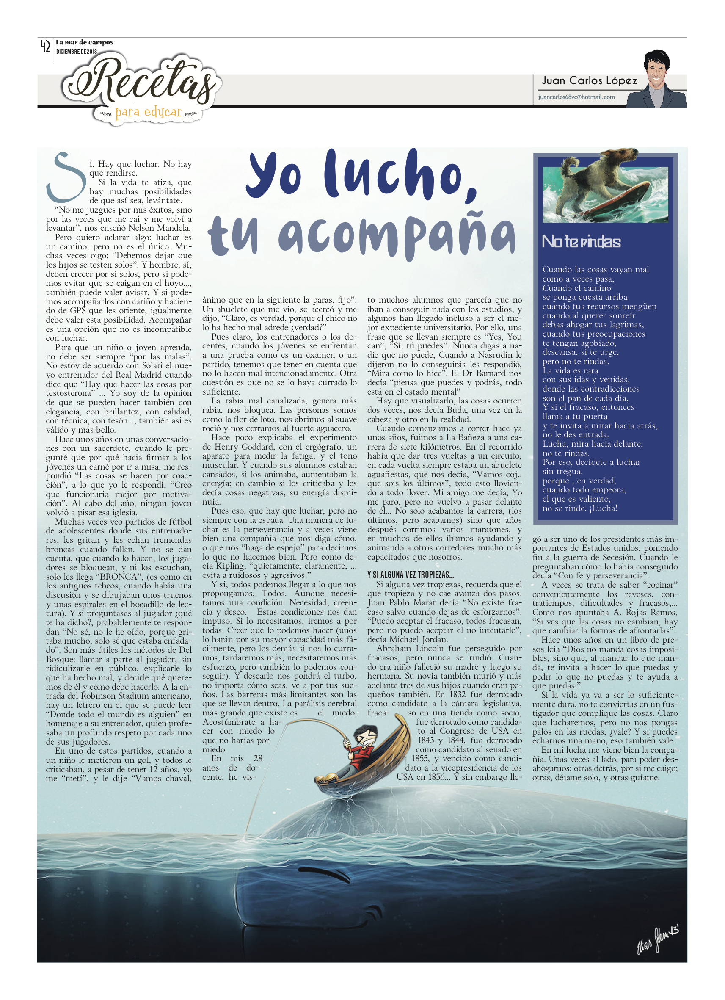 42
La mar de campos
DICIEMBRE DE 2018
Recetas
para educar
Juan Carlos López
juancarlos68vc@hotmail.com
Yo lucho,
tu acompaña
Sí. Hay que luchar. No hay
que rendirse.
Si la vida te atiza, que
hay muchas posibilidades
de que así sea, levántate.
“No me juzgues por mis éxitos, sino
por las veces que me caí y me volví a
levantar”, nos enseñó Nelson Mandela.
Pero quiero aclarar algo: luchar es
un camino, pero no es el único. Mu-
chas veces oigo: “Debemos dejar que
los hijos se testen solos”. Y hombre, sí,
deben crecer por si solos, pero si pode-
mos evitar que se caigan en el hoyo...,
también puede valer avisar. Y si pode-
mos acompañarlos con cariño y hacien-
do de GPS que les oriente, igualmente
debe valer esta posibilidad. Acompañar
es una opción que no es incompatible
con luchar.
Para que un niño o joven aprenda,
no debe ser siempre “por las malas”.
No estoy de acuerdo con Solari el nue-
vo entrenador del Real Madrid cuando
dice que “Hay que hacer las cosas por
testosterona” ... Yo soy de la opinión
de que se pueden hacer también con
elegancia, con brillantez, con calidad,
con técnica, con tesón..., también así es
válido y más bello.
Hace unos años en unas conversacio-
nes con un sacerdote, cuando le pre-
gunté que por qué hacia firmar a los
jóvenes un carné por ir a misa, me res-
pondió “Las cosas se hacen por coac-
ción”, a lo que yo le respondí, “Creo
que funcionaría mejor por motiva-
ción”. Al cabo del año, ningún joven
volvió a pisar esa iglesia.
Muchas veces veo partidos de fútbol
de adolescentes donde sus entrenado-
res, les gritan y les echan tremendas
broncas cuando fallan. Y no se dan
cuenta, que cuando lo hacen, los juga-
dores se bloquean, y ni los escuchan,
solo les llega “BRONCA”, (es como en
los antiguos tebeos, cuando había una
discusión y se dibujaban unos truenos
y unas espirales en el bocadillo de lec-
tura). Y si preguntases al jugador ¿qué
te ha dicho?, probablemente te respon-
dan “No sé, no le he oído, porque gri-
taba mucho, solo sé que estaba enfada-
do”. Son más útiles los métodos de Del
Bosque: llamar a parte al jugador, sin
ridiculizarle en público, explicarle lo
que ha hecho mal, y decirle qué quere-
mos de él y cómo debe hacerlo. A la en-
trada del Robinson Stadium americano,
hay un letrero en el que se puede leer
“Donde todo el mundo es alguien” en
homenaje a su entrenador, quien profe-
saba un profundo respeto por cada uno
de sus jugadores.
En uno de estos partidos, cuando a
un niño le metieron un gol, y todos le
criticaban, a pesar de tener 12 años, yo
me “metí”, y le dije “Vamos chaval,
ánimo que en la siguiente la paras, fijo”.
Un abuelete que me vio, se acercó y me
dijo, “Claro, es verdad, porque el chico no
lo ha hecho mal adrede ¿verdad?”
Pues claro, los entrenadores o los do-
centes, cuando los jóvenes se enfrentan
a una prueba como es un examen o un
partido, tenemos que tener en cuenta que
no lo hacen mal intencionadamente. Otra
cuestión es que no se lo haya currado lo
suficiente.
La rabia mal canalizada, genera más
rabia, nos bloquea. Las personas somos
como la flor de loto, nos abrimos al suave
roció y nos cerramos al fuerte aguacero.
Hace poco explicaba el experimento
de Henry Goddard, con el ergógrafo, un
aparato para medir la fatiga, y el tono
muscular. Y cuando sus alumnos estaban
cansados, si los animaba, aumentaban la
energía; en cambio si les criticaba y les
decía cosas negativas, su energía dismi-
nuía.
Pues eso, que hay que luchar, pero no
siempre con la espada. Una manera de lu-
char es la perseverancia y a veces viene
bien una compañía que nos diga cómo,
o que nos “haga de espejo” para decirnos
lo que no hacemos bien. Pero como de-
cía Kipling, “quietamente, claramente, ...
evita a ruidosos y agresivos.”
Y sí, todos podemos llegar a lo que nos
propongamos, Todos. Aunque necesi-
tamos una condición: Necesidad, creen-
cia y deseo. Estas condiciones nos dan
impuso. Si lo necesitamos, iremos a por
todas. Creer que lo podemos hacer (unos
lo harán por su mayor capacidad más fá-
cilmente, pero los demás si nos lo curra-
mos, tardaremos más, necesitaremos más
esfuerzo, pero también lo podemos con-
seguir). Y desearlo nos pondrá el turbo,
no importa cómo seas, ve a por tus sue-
ños. Las barreras más limitantes son las
que se llevan dentro. La parálisis cerebral
más grande que existe es el miedo.
Acostúmbrate a ha-
cer con miedo lo
que no harías por
miedo
En mis 28
años de do-
cente, he vis-
to muchos alumnos que parecía que no
iban a conseguir nada con los estudios, y
algunos han llegado incluso a ser el me-
jor expediente universitario. Por ello, una
frase que se llevan siempre es “Yes, You
can”, ”Sí, tú puedes”. Nunca digas a na-
die que no puede, Cuando a Nasrudin le
dijeron no lo conseguirás les respondió,
“Mira como lo hice”. El Dr Barnard nos
decía “piensa que puedes y podrás, todo
está en el estado mental”
Hay que visualizarlo, las cosas ocurren
dos veces, nos decía Buda, una vez en la
cabeza y otro en la realidad.
Cuando comenzamos a correr hace ya
unos años, fuimos a La Bañeza a una ca-
rrera de siete kilómetros. En el recorrido
había que dar tres vueltas a un circuito,
en cada vuelta siempre estaba un abuelete
aguafiestas, que nos decía, “Vamos coj..
que sois los últimos”, todo esto llovien-
do a todo llover. Mi amigo me decía, Yo
me paro, pero no vuelvo a pasar delante
de él... No solo acabamos la carrera, (los
últimos, pero acabamos) sino que años
después corrimos varios maratones, y
en muchos de ellos íbamos ayudando y
animando a otros corredores mucho más
capacitados que nosotros.
Y SI ALGUNA VEZ TROPIEZAS...
Si alguna vez tropiezas, recuerda que el
que tropieza y no cae avanza dos pasos.
Juan Pablo Marat decía “No existe fra-
caso salvo cuando dejas de esforzarnos”.
“Puedo aceptar el fracaso, todos fracasan,
pero no puedo aceptar el no intentarlo”,
decía Michael Jordan.
Abraham Lincoln fue perseguido por
fracasos, pero nunca se rindió. Cuan-
do era niño falleció su madre y luego su
hermana. Su novia también murió y más
adelante tres de sus hijos cuando eran pe-
queños también. En 1832 fue derrotado
como candidato a la cámara legislativa,
fraca- so en una tienda como socio,
fue derrotado como candida-
to al Congreso de USA en
1843 y 1844, fue derrotado
como candidato al senado en
1855, y vencido como candi-
dato a la vicepresidencia de los
USA en 1856... Y sin embargo lle-
No te rindas
Cuando las cosas vayan mal
como a veces pasa,
Cuando el camino
se ponga cuesta arriba
cuando tus recursos mengüen
cuando al querer sonreír
debas ahogar tus lagrimas,
cuando tus preocupaciones
te tengan agobiado,
descansa, si te urge,
pero no te rindas.
La vida es rara
con sus idas y venidas,
donde las contradicciones
son el pan de cada día,
Y si el fracaso, entonces
llama a tu puerta
y te invita a mirar hacia atrás,
no le des entrada.
Lucha, mira hacia delante,
no te rindas.
Por eso, decídete a luchar
sin tregua,
porque , en verdad,
cuando todo empeora,
el que es valiente,
no se rinde. ¡Lucha!
gó a ser uno de los presidentes más im-
portantes de Estados unidos, poniendo
fin a la guerra de Secesión. Cuando le
preguntaban cómo lo había conseguido
decía “Con fe y perseverancia”.
A veces se trata de saber “cocinar”
convenientemente los reveses, con-
tratiempos, dificultades y fracasos,...
Como nos apuntaba A. Rojas Ramos,
“Si ves que las cosas no cambian, hay
que cambiar la formas de afrontarlas”.
Hace unos años en un libro de pre-
sos leía “Dios no manda cosas imposi-
bles, sino que, al mandar lo que man-
da, te invita a hacer lo que puedas y
pedir lo que no puedas y te ayuda a
que puedas.”
Si la vida ya va a ser lo suficiente-
mente dura, no te conviertas en un fus-
tigador que complique las cosas. Claro
que lucharemos, pero no nos pongas
palos en las ruedas, ¿vale? Y si puedes
echarnos una mano, eso también vale.
En mi lucha me viene bien la compa-
ñía. Unas veces al lado, para poder des-
ahogarnos; otras detrás, por si me caigo;
otras, déjame solo, y otras guíame.